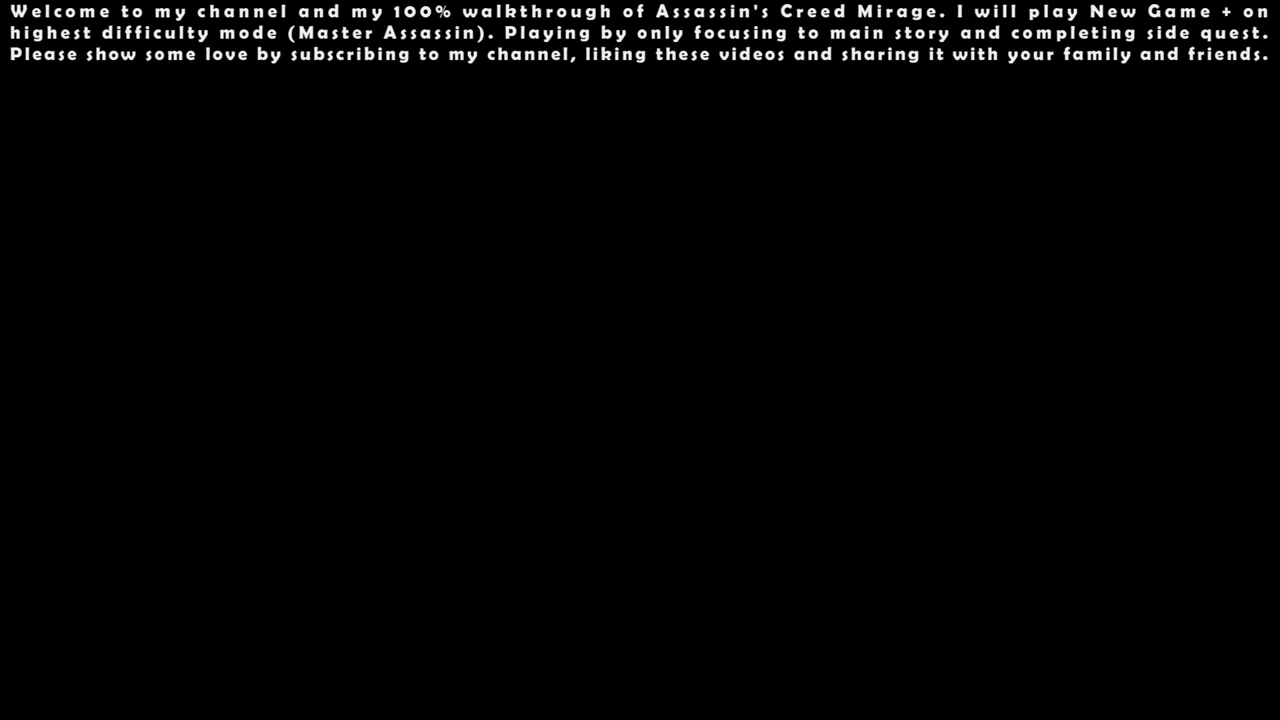 Welcome to my channel and my 100% walkthrough of Assassin's Creed Mirage. I will play New Game + on
highest difficulty mode (Master Assassin). Playing by only focusing to main story and completing side quest.
Please show some love by subscribing to my channel, liking these videos and sharing it with your family and friends.